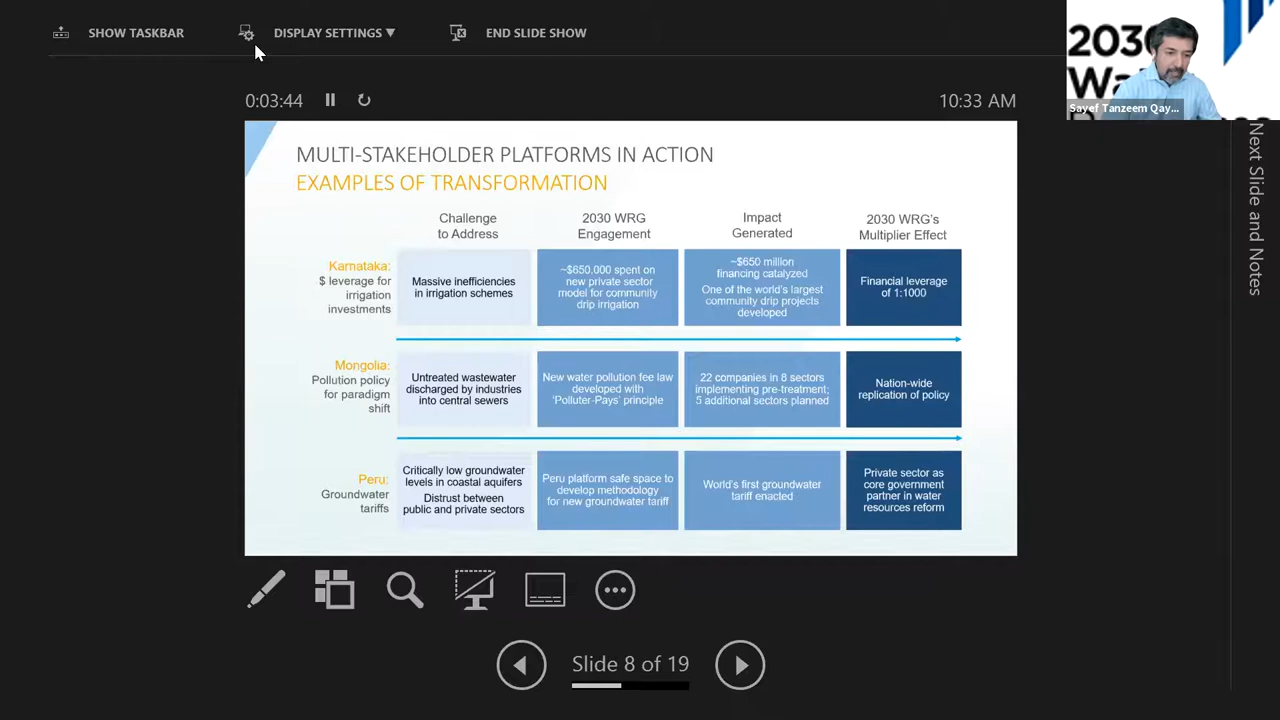 SHOW TASKBAR
DISPLAY SETTINGS ▼
END SLIDE SHOW
2030
Wa
Sayef Tanzeem Qay...
0:03:44
10:33 AM
Next Slide and Notes
MULTI-STAKEHOLDER PLATFORMS IN ACTION
EXAMPLES OF TRANSFORMATION
Challenge
to Address
2030 WRG
Engagement
Impact
Generated
2030 WRG's
Multiplier Effect
Karnataka:
$ leverage for
irrigation
investments
Massive inefficiencies
in irrigation schemes
~$650.000 spent on
new private sector
model for community
drip irrigation
~$650 million
financing catalyzed
One of the world's largest
community drip projects
developed
Financial leverage
of 1:1000
Mongolia:
Pollution policy
for paradigm
shift
Untreated wastewater
discharged by industries
into central sewers
New water pollution fee law
developed with
'Polluter-Pays' principle
22 companies in 8 sectors
implementing pre-treatment;
5 additional sectors planned
Nation-wide
replication of policy
Peru:
Groundwater
tariffs
Critically low groundwater
levels in coastal aquifers
Distrust between
public and private sectors
Peru platform safe space to
develop methodology
for new groundwater tariff
World's first groundwater
tariff enacted
Private sector as
core government
partner in water
resources reform
Slide 8 of 19